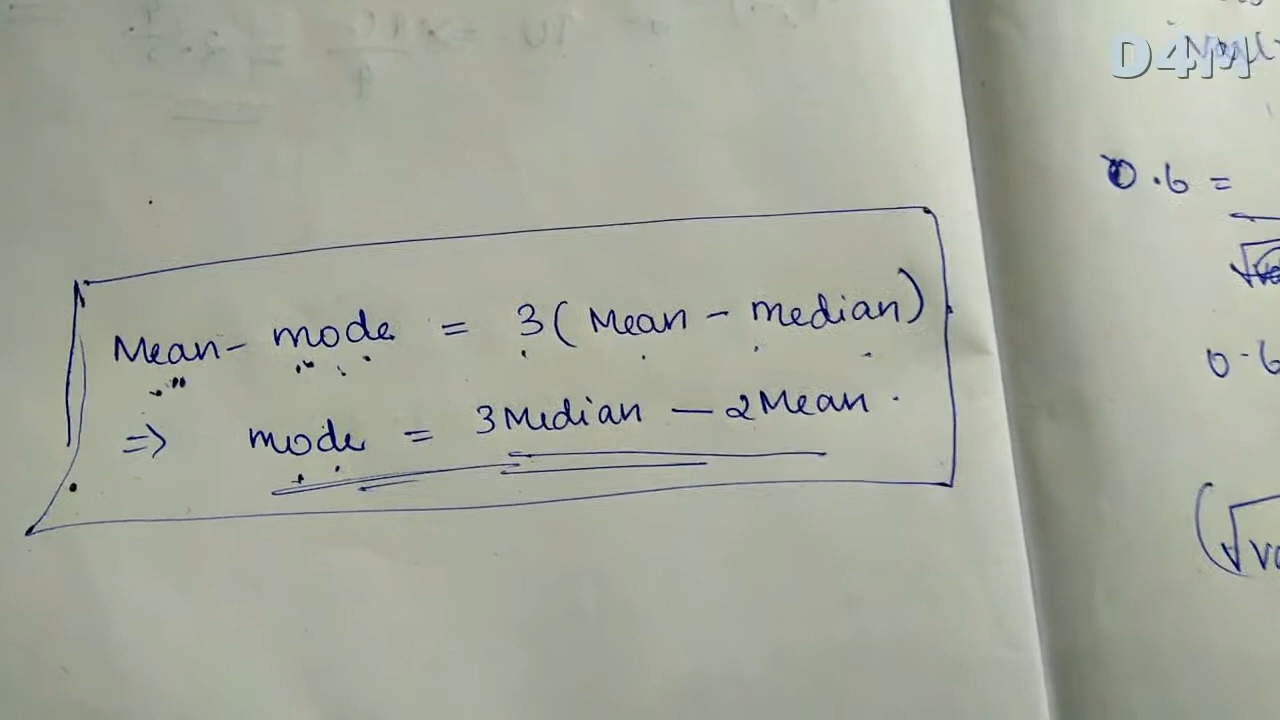 D4M
Mean - mode = 3(Mean - median)
⇒ mode = 3Median - 2Mean.
0.6 =
0.6